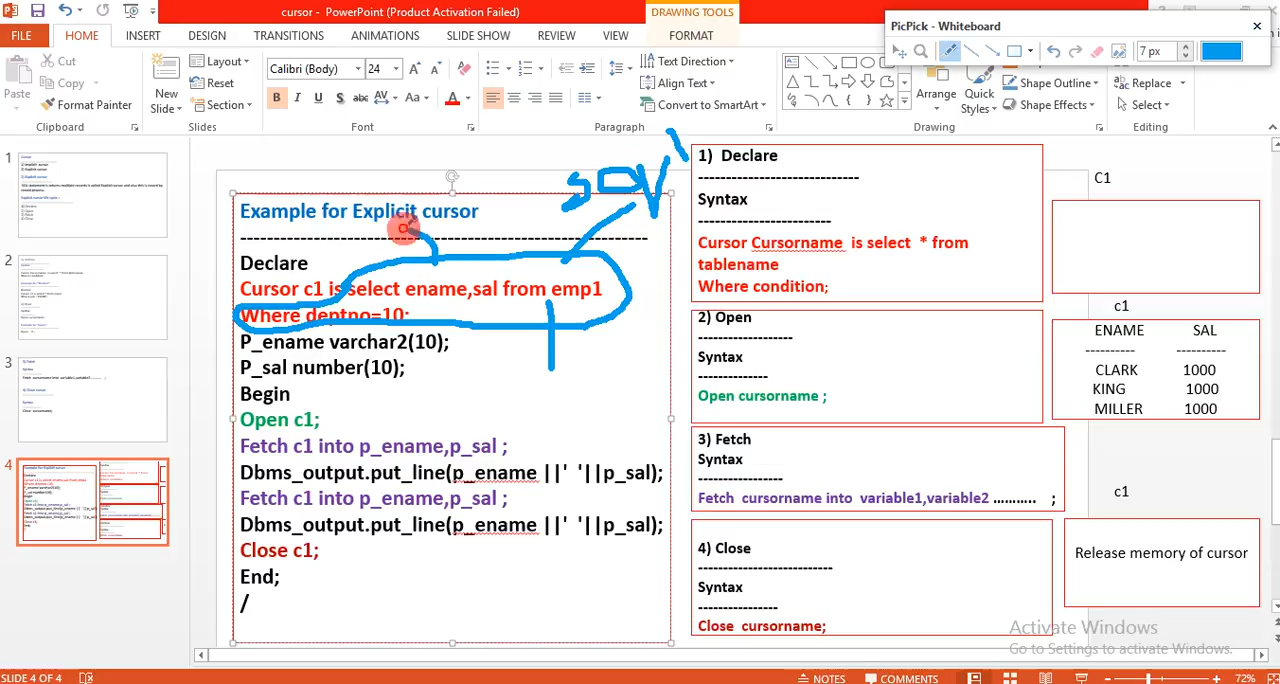 cursor - PowerPoint (Product Activation Failed)
DRAWING TOOLS
FILE HOME INSERT DESIGN TRANSITIONS ANIMATIONS SLIDE SHOW REVIEW VIEW FORMAT
PicPick - Whiteboard
7 px
Paste
Cut
Copy
Format Painter
Clipboard
New Slide
Layout
Reset
Section
Slides
Calibri (Body) 24
B I U S abc AV Aa A
Font
Text Direction
Align Text
Convert to SmartArt
Paragraph
Arrange
Quick Styles
Shape Outline
Shape Effects
Drawing
Replace
Select
Editing
1
2
3
4
Example for Explicit cursor
--------------------------------------------------------------
Declare
Cursor c1 is select ename,sal from emp1
Where deptno=10;
P_ename varchar2(10);
P_sal number(10);
Begin
Open c1;
Fetch c1 into p_ename,p_sal ;
Dbms_output.put_line(p_ename ||' '||p_sal);
Fetch c1 into p_ename,p_sal ;
Dbms_output.put_line(p_ename ||' '||p_sal);
Close c1;
End;
/
1) Declare
-----------------------------
Syntax
------------------------
Cursor Cursorname is select * from
tablename
Where condition;
2) Open
------------------
Syntax
-------------
Open cursorname ;
3) Fetch
Syntax
----------------
Fetch cursorname into variable1,variable2 ........... ;
4) Close
-------------------------
Syntax
---------------
Close cursorname;
C1
c1
ENAME SAL
---------- ----------
CLARK 1000
KING 1000
MILLER 1000
c1
Release memory of cursor
Activate Windows
Go to Settings to activate Windows.
SLIDE 4 OF 4
NOTES
COMMENTS
72%